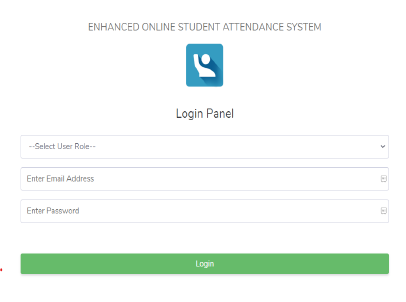 ENHANCED ONLINE STUDENT ATTENDANCE SYSTEM
Login Panel
--Select User Role--
Enter Email Address
Enter Password
Login